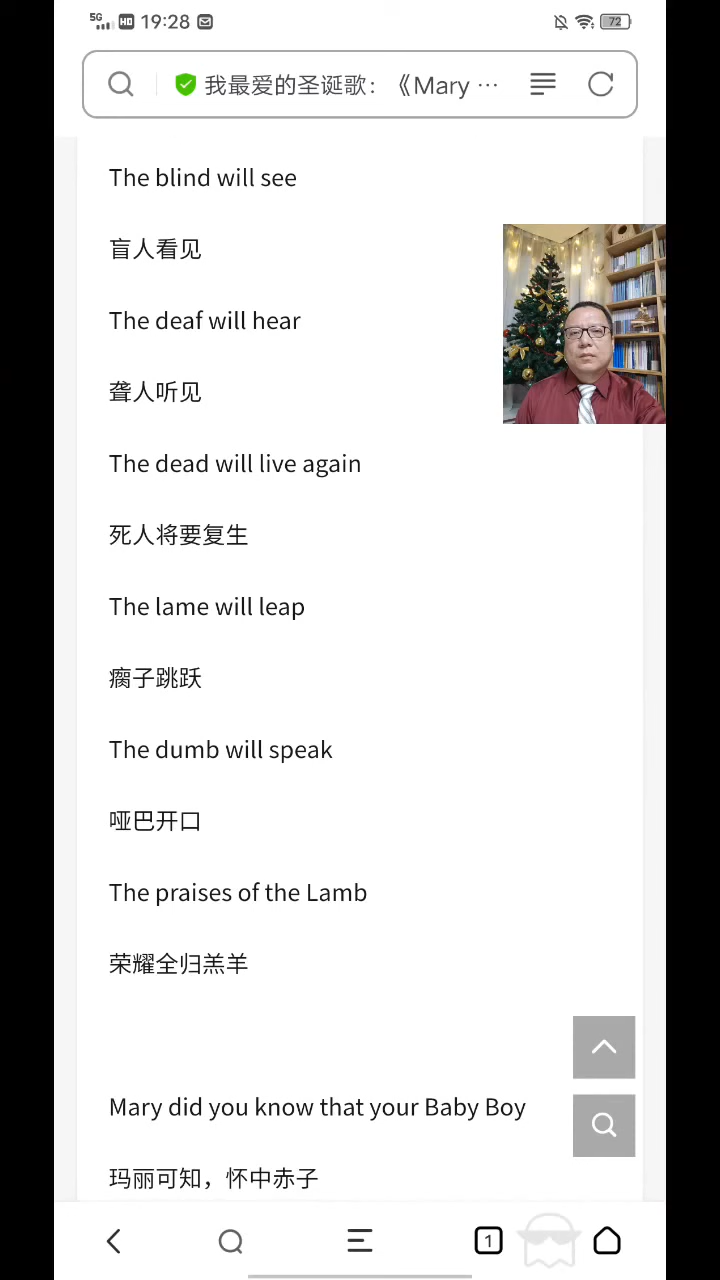 5G HD 19:28 72
我最爱的圣诞歌：《Mary ···
The blind will see
盲人看见
The deaf will hear
聋人听见
The dead will live again
死人将要复生
The lame will leap
瘸子跳跃
The dumb will speak
哑巴开口
The praises of the Lamb
荣耀全归羔羊
Mary did you know that your Baby Boy
玛丽可知，怀中赤子
1